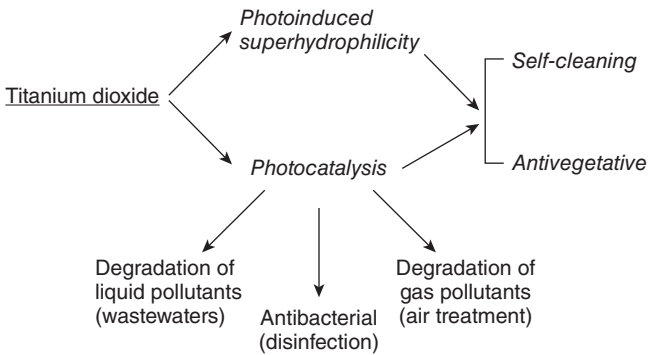 Photoinduced
superhydrophilicity
Self-cleaning
Titanium dioxide
Photocatalysis
Antivegetative
Degradation of
liquid pollutants
(wastewaters)
Antibacterial
(disinfection)
Degradation of
gas pollutants
(air treatment)